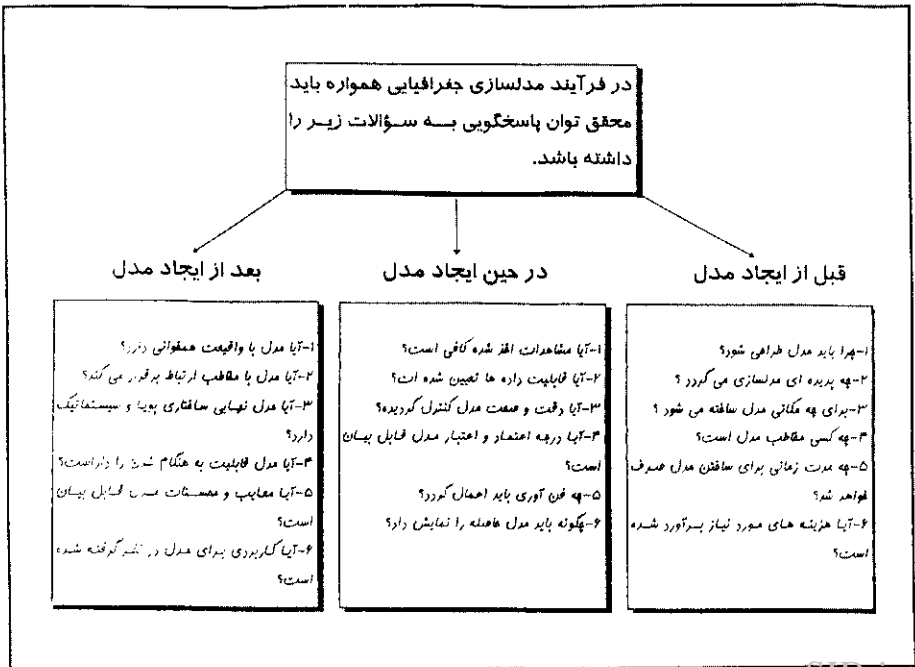 در فرآیند مدلسازی جغرافیایی همواره باید
محقق توان پاسخگویی به سؤالات زیر را
داشته باشد.
قبل از ایجاد مدل
۱-چرا باید مدل طراحی شود؟
۲-چه پدیده ای مدلسازی می گردد ؟
۳-برای چه مکانی مدل ساخته می شود ؟
۴-چه کسی مخاطب مدل است؟
۵-چه مدت زمانی برای ساختن مدل صرف
خواهد شد؟
۶-آیا هزینه های مورد نیاز برآورد شده
است؟
در حین ایجاد مدل
۱-آیا مشاهدات اخذ شده کافی است؟
۲-آیا قابلیت داده ها تعیین شده ات؟
۳-آیا دقت و صحت مدل کنترل گردیده؟
۴-آیا درجه اعتماد و اعتبار مدل قابل بیان
است؟
۵-چه فن آوری باید اعمال گردد؟
۶-چگونه باید مدل حاصله را نمایش داد؟
بعد از ایجاد مدل
۱-آیا مدل با واقیعت همخوانی دارد؟
۲-آیا مدل با مخاطب ارتباط برقرار می کند؟
۳-آیا مدل نهایی ساختاری پویا و سیستماتیک
دارد؟
۴-آیا مدل قابلیت به هنگام شدن را داراست؟
۵-آیا معایب و محسنات مدل قابل بیان
است؟
۶-آیا کاربردی برای مدل در نظر گرفته شده
است؟